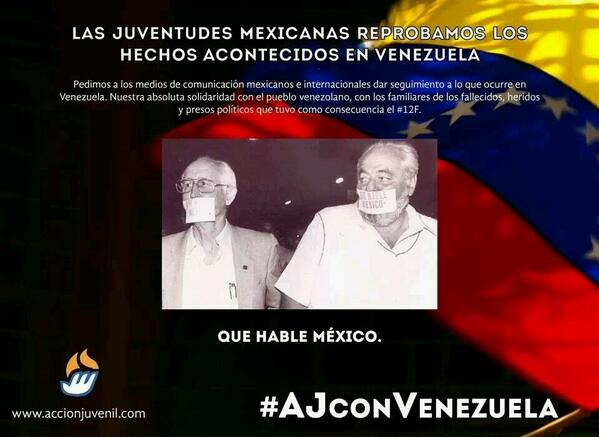 LAS JUVENTUDES MEXICANAS REPROBAMOS LOS
HECHOS ACONTECIDOS EN VENEZUELA
Pedimos a los medios de comunicación mexicanos e internacionales dar seguimiento a lo que ocurre en
Venezuela. Nuestra absoluta solidaridad con el pueblo venezolano, con los familiares de los fallecidos, heridos
y presos políticos que tuvo como consecuencia el #12F.
HABLE
MEXICO
QUE HABLE MÉXICO.
www.accionjuvenil.com
#AJCONVENEZUELA